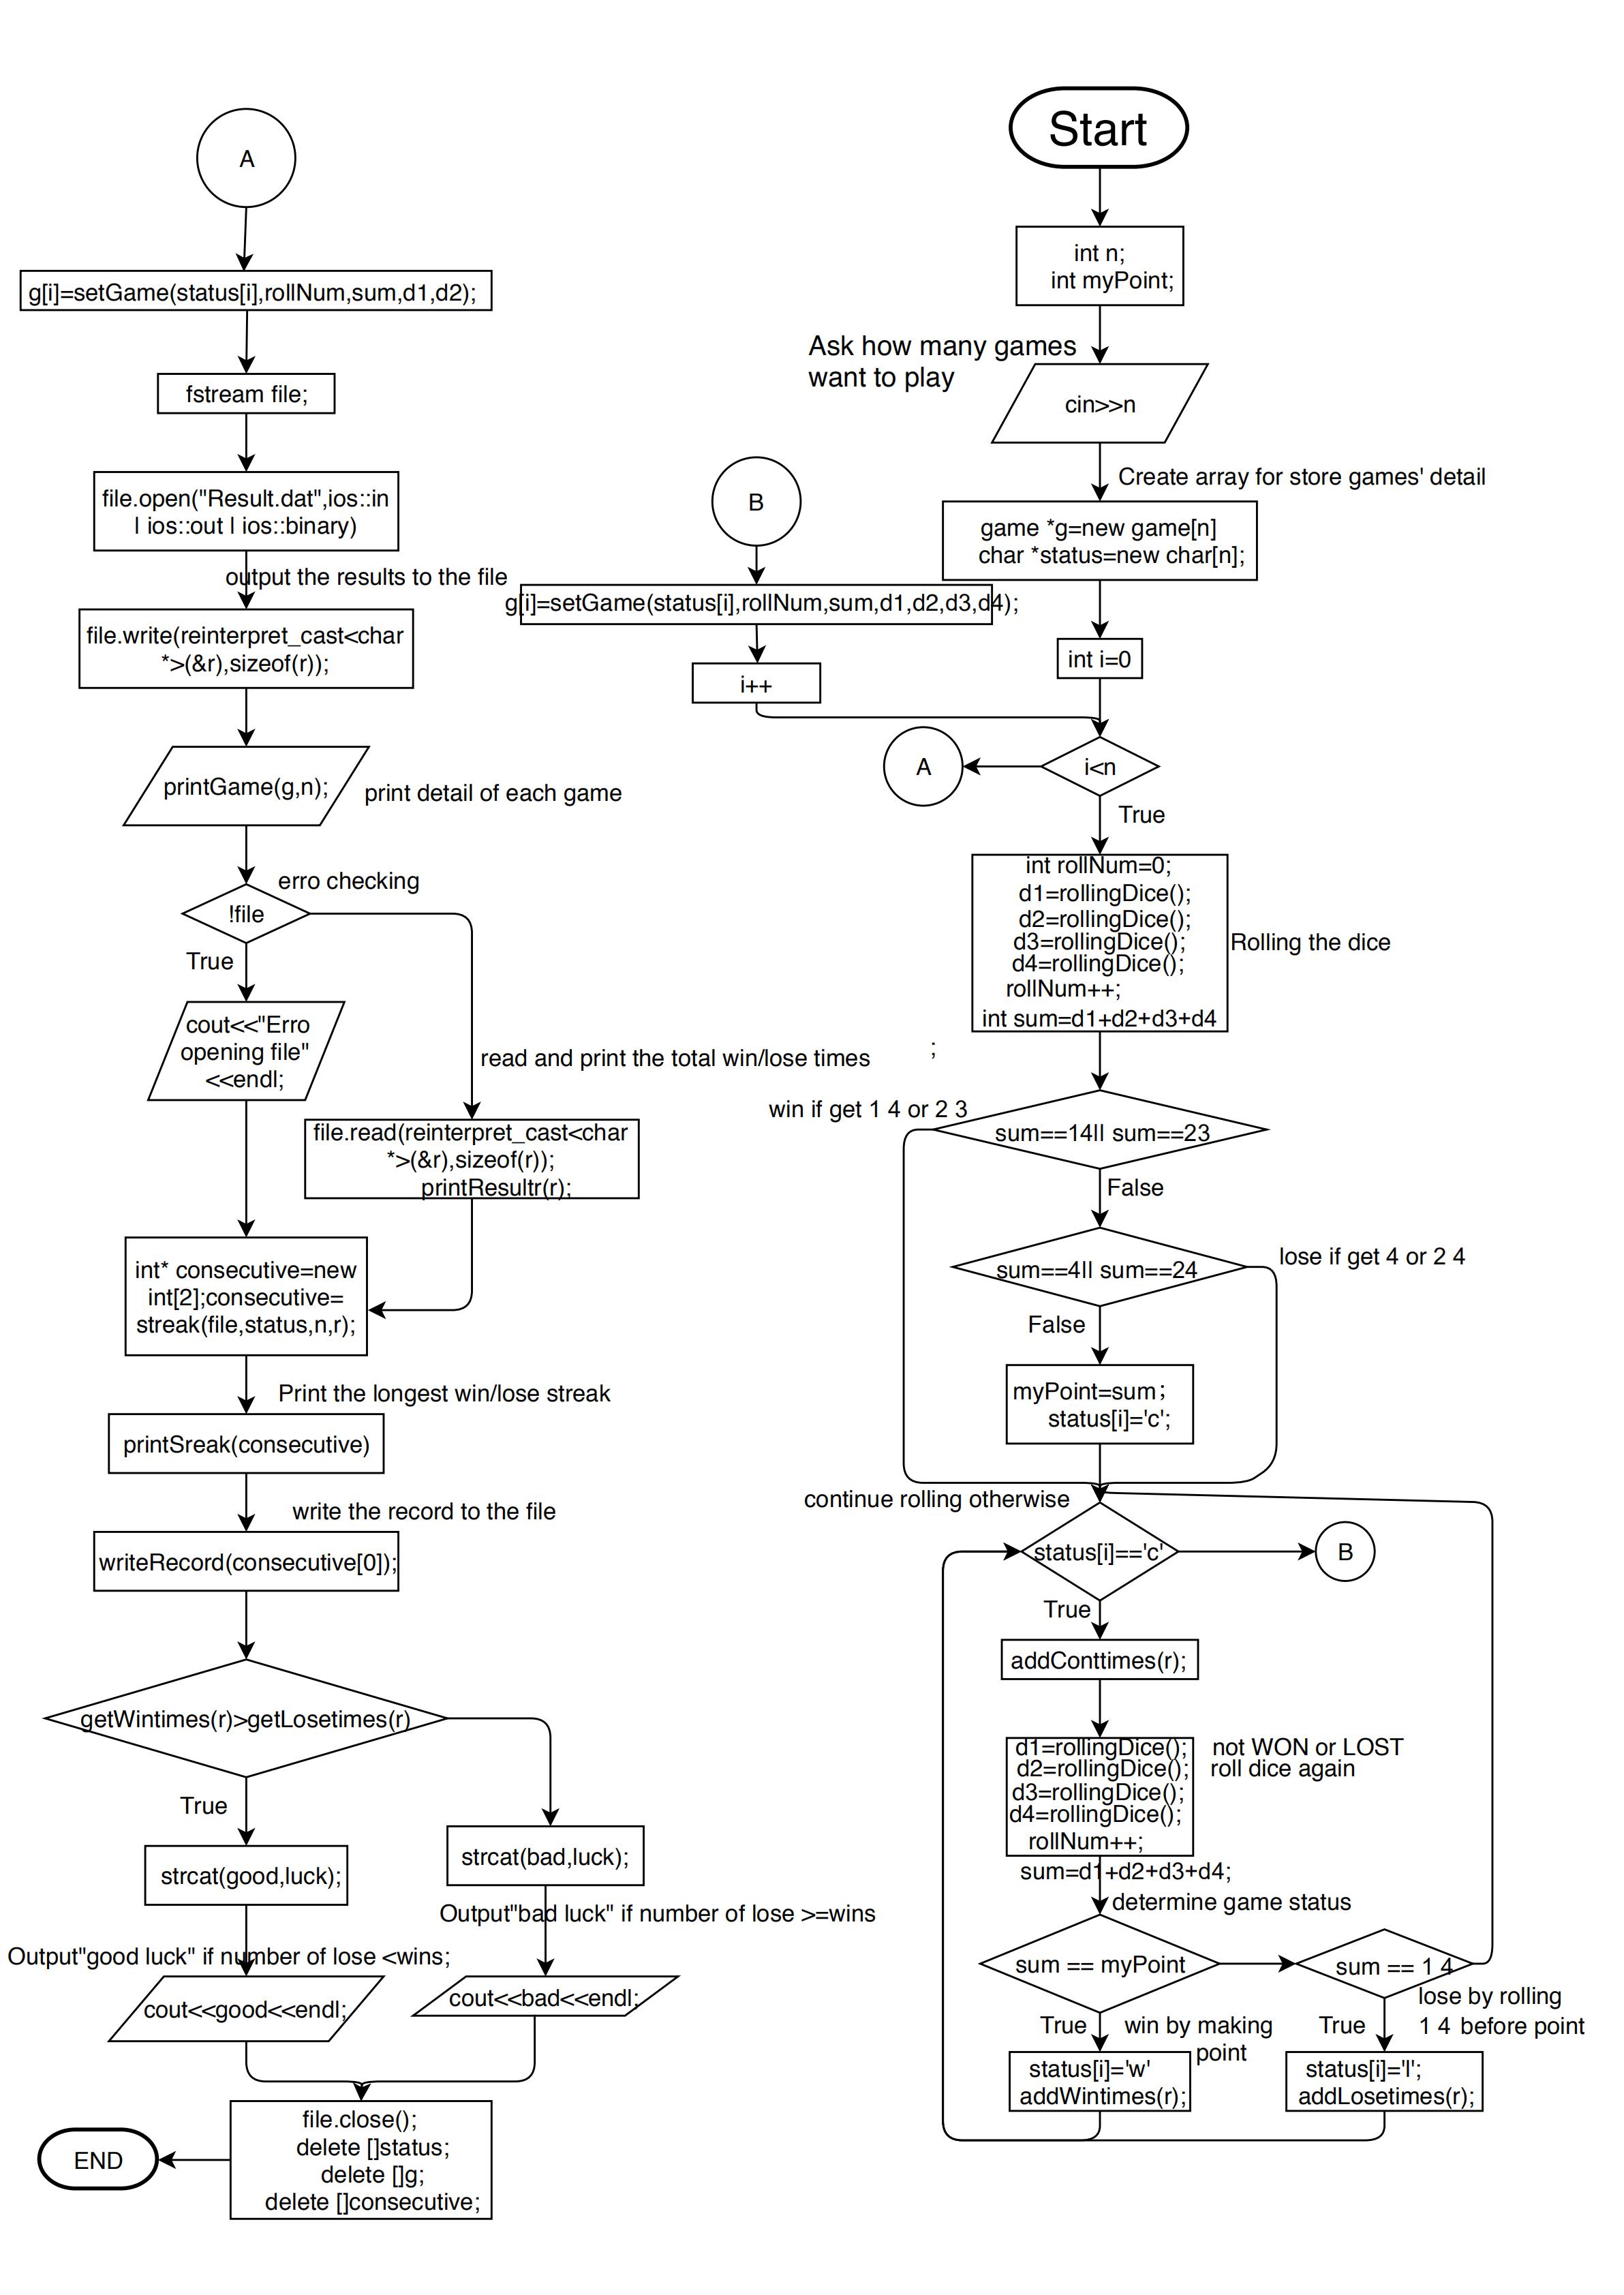 A
g[i]=setGame(status[i],rollNum,sum,d1,d2);
fstream file;
file.open("Result.dat",ios::in
| ios::out | ios::binary)
output the results to the file
file.write(reinterpret_cast<char
*>(&r),sizeof(r));
printGame(g,n);
print detail of each game
erro checking
!file
True
cout<<"Erro
opening file"
<<endl;
read and print the total win/lose times
file.read(reinterpret_cast<char
*>(&r),sizeof(r));
printResultr(r);
int* consecutive=new
int[2];consecutive=
streak(file,status,n,r);
Print the longest win/lose streak
printSreak(consecutive)
write the record to the file
writeRecord(consecutive[0]);
getWintimes(r)>getLosetimes(r)
True
strcat(good,luck);
strcat(bad,luck);
Output"bad luck" if number of lose >=wins
Output"good luck" if number of lose <wins;
cout<<good<<endl;
cout<<bad<<endl;
file.close();
delete []status;
delete []g;
delete []consecutive;
END
B
g[i]=setGame(status[i],rollNum,sum,d1,d2,d3,d4);
i++
Start
int n;
int myPoint;
Ask how many games
want to play
cin>>n
Create array for store games' detail
game *g=new game[n]
char *status=new char[n];
int i=0
A
i<n
True
int rollNum=0;
d1=rollingDice();
d2=rollingDice();
d3=rollingDice();
d4=rollingDice();
rollNum++;
int sum=d1+d2+d3+d4
;
Rolling the dice
win if get 1 4 or 2 3
sum==14|| sum==23
False
sum==4|| sum==24
lose if get 4 or 2 4
False
myPoint=sum ;
status[i]='c';
continue rolling otherwise
status[i]=='c'
B
True
addConttimes(r);
d1=rollingDice();
d2=rollingDice();
d3=rollingDice();
d4=rollingDice();
rollNum++;
sum=d1+d2+d3+d4;
not WON or LOST
roll dice again
determine game status
sum == myPoint
sum == 1 4
True
win by making
point
True
lose by rolling
1 4 before point
status[i]='w'
addWintimes(r);
status[i]='l';
addLosetimes(r);